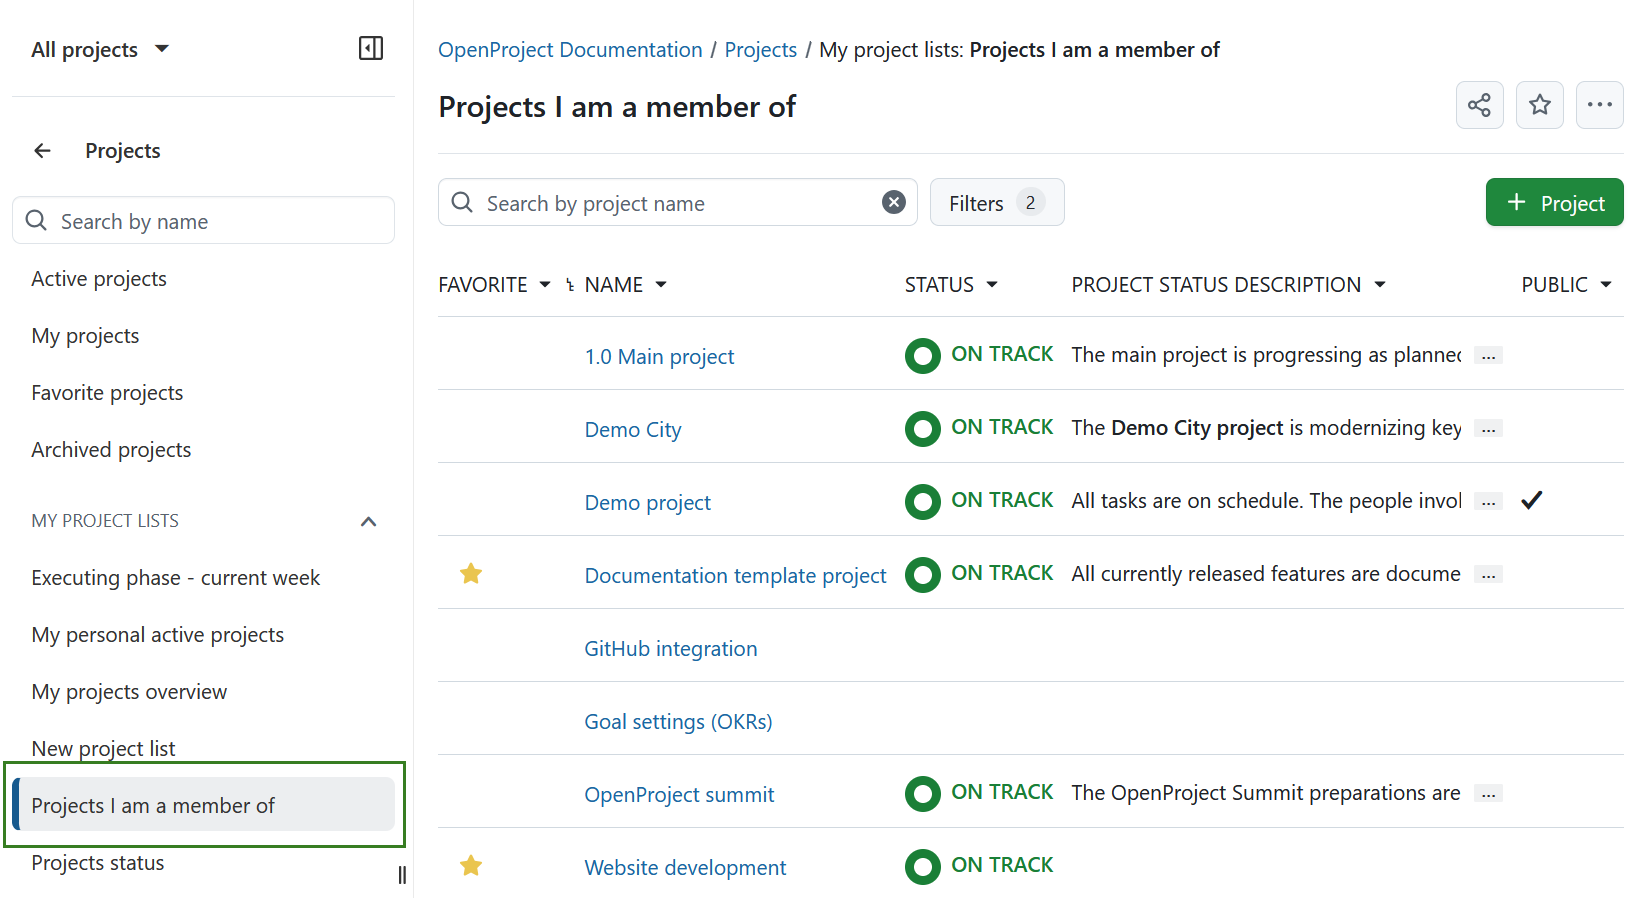 All projects
Projects
Search by name
Active projects
My projects
Favorite projects
Archived projects
MY PROJECT LISTS
Executing phase - current week
My personal active projects
My projects overview
New project list
Projects I am a member of
Projects status
OpenProject Documentation / Projects / My project lists: Projects I am a member of
Projects I am a member of
Search by project name
Filters 2
+ Project
FAVORITE NAME STATUS PROJECT STATUS DESCRIPTION PUBLIC
1.0 Main project ON TRACK The main project is progressing as planned ...
Demo City ON TRACK The Demo City project is modernizing key ...
Demo project ON TRACK All tasks are on schedule. The people invol ...
Documentation template project ON TRACK All currently released features are docume ...
GitHub integration
Goal settings (OKRs)
OpenProject summit ON TRACK The OpenProject Summit preparations are ...
Website development ON TRACK